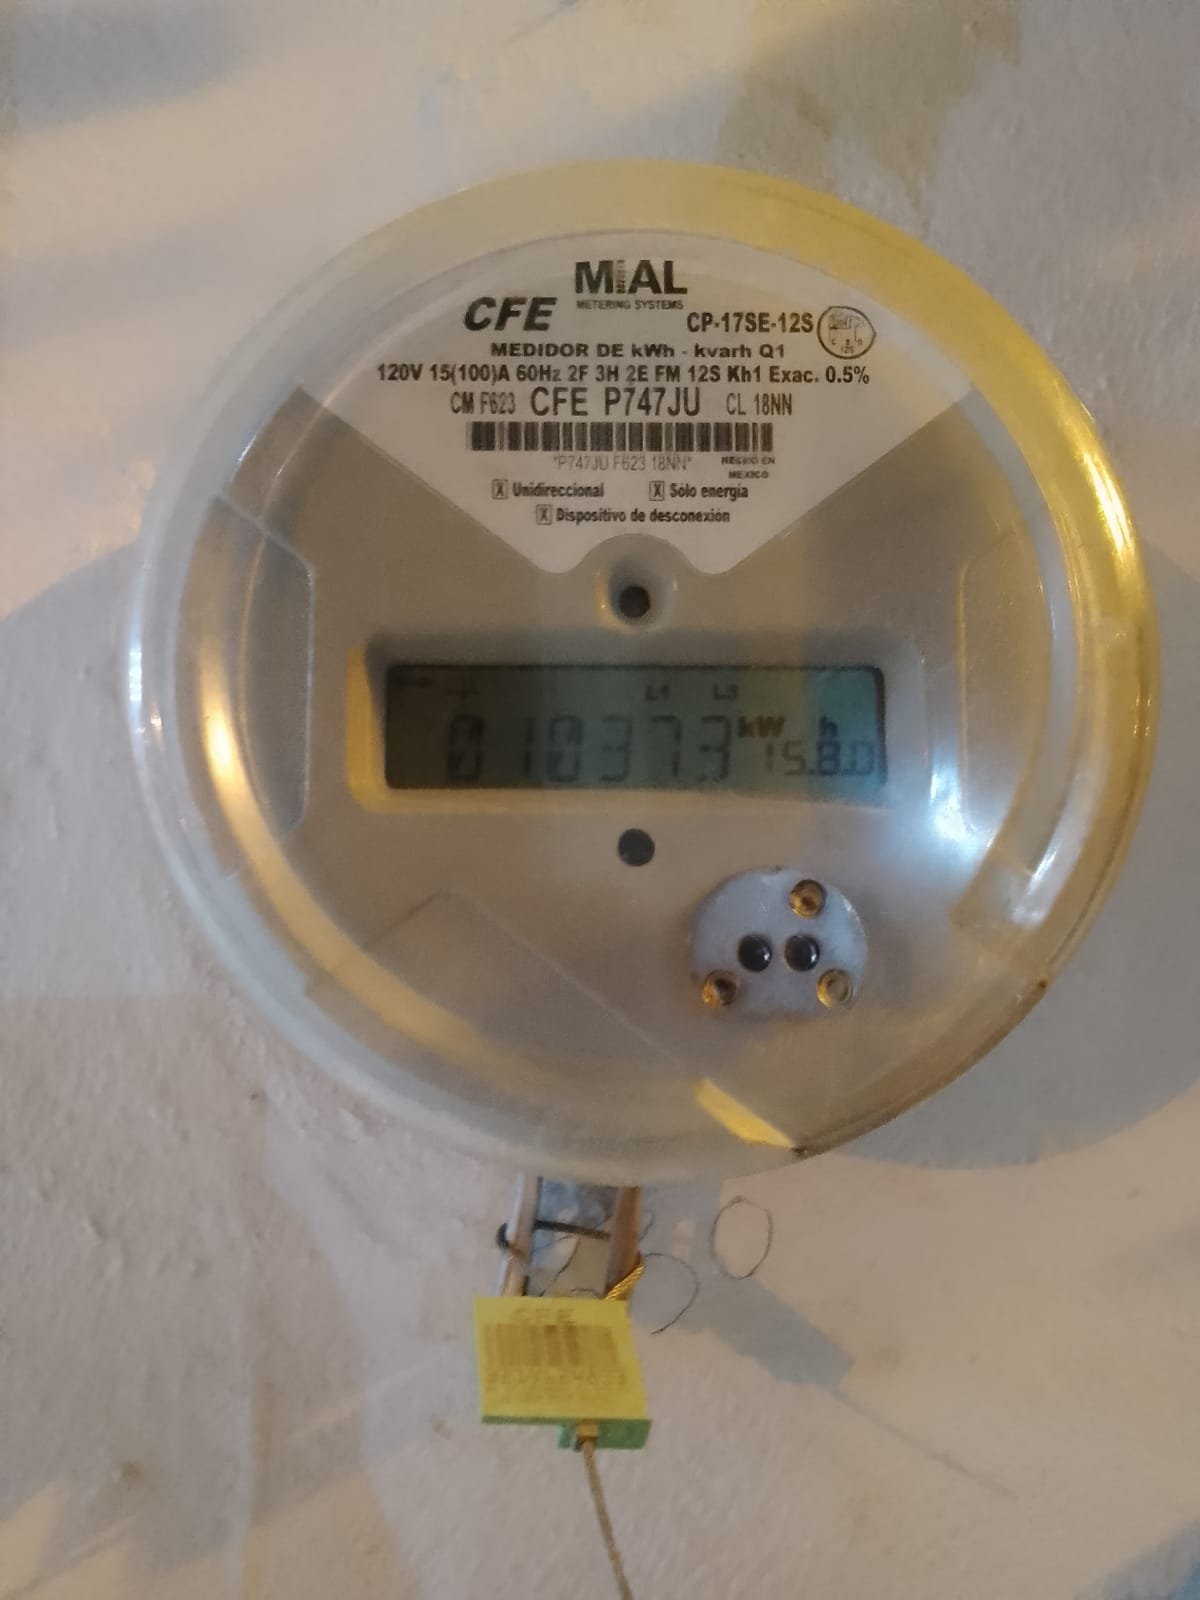 MIAL
METERING SYSTEMS
CFE CP-17SE-12S
MEDIDOR DE kWh - kvarh Q1
120V 15(100)A 60Hz 2F 3H 2E FM 12S Kh1 Exac. 0.5%
CM F623 CFE P747JU CL 18NN
*P747JU F623 18NN* HECHO EN
MEXICO
X Unidireccional X Solo energía
X Dispositivo de desconexión
L1 L3
010373 kW h
15.8.0
CFE